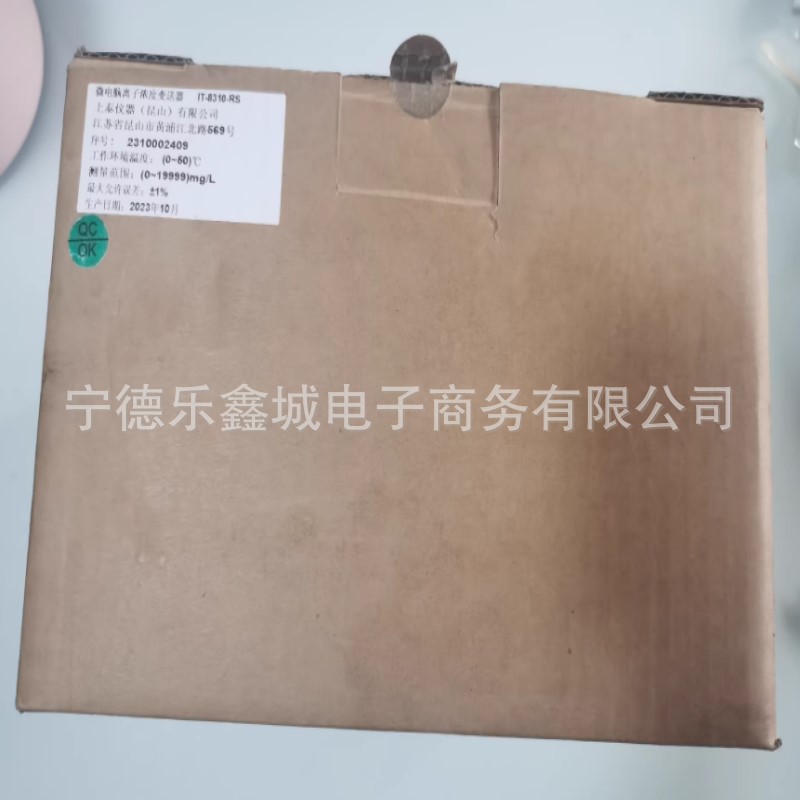 微电脑离子浓度变送器 IT-8310-RS
上泰仪器（昆山）有限公司
江苏省昆山市黄浦江北路569号
序号： 2310002409
工作环境温度： (0~50)℃
测量范围： (0~19999)mg/L
最大允许误差： ±1%
生产日期： 2023年10月
QC
OK
宁德乐鑫城电子商务有限公司